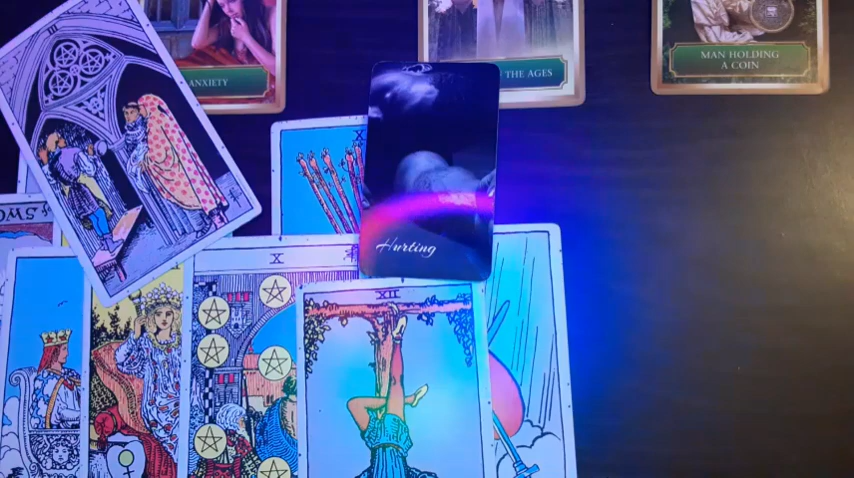 ANXIETY
THE AGES
MAN HOLDING
A COIN
X
Hurting
X
XII